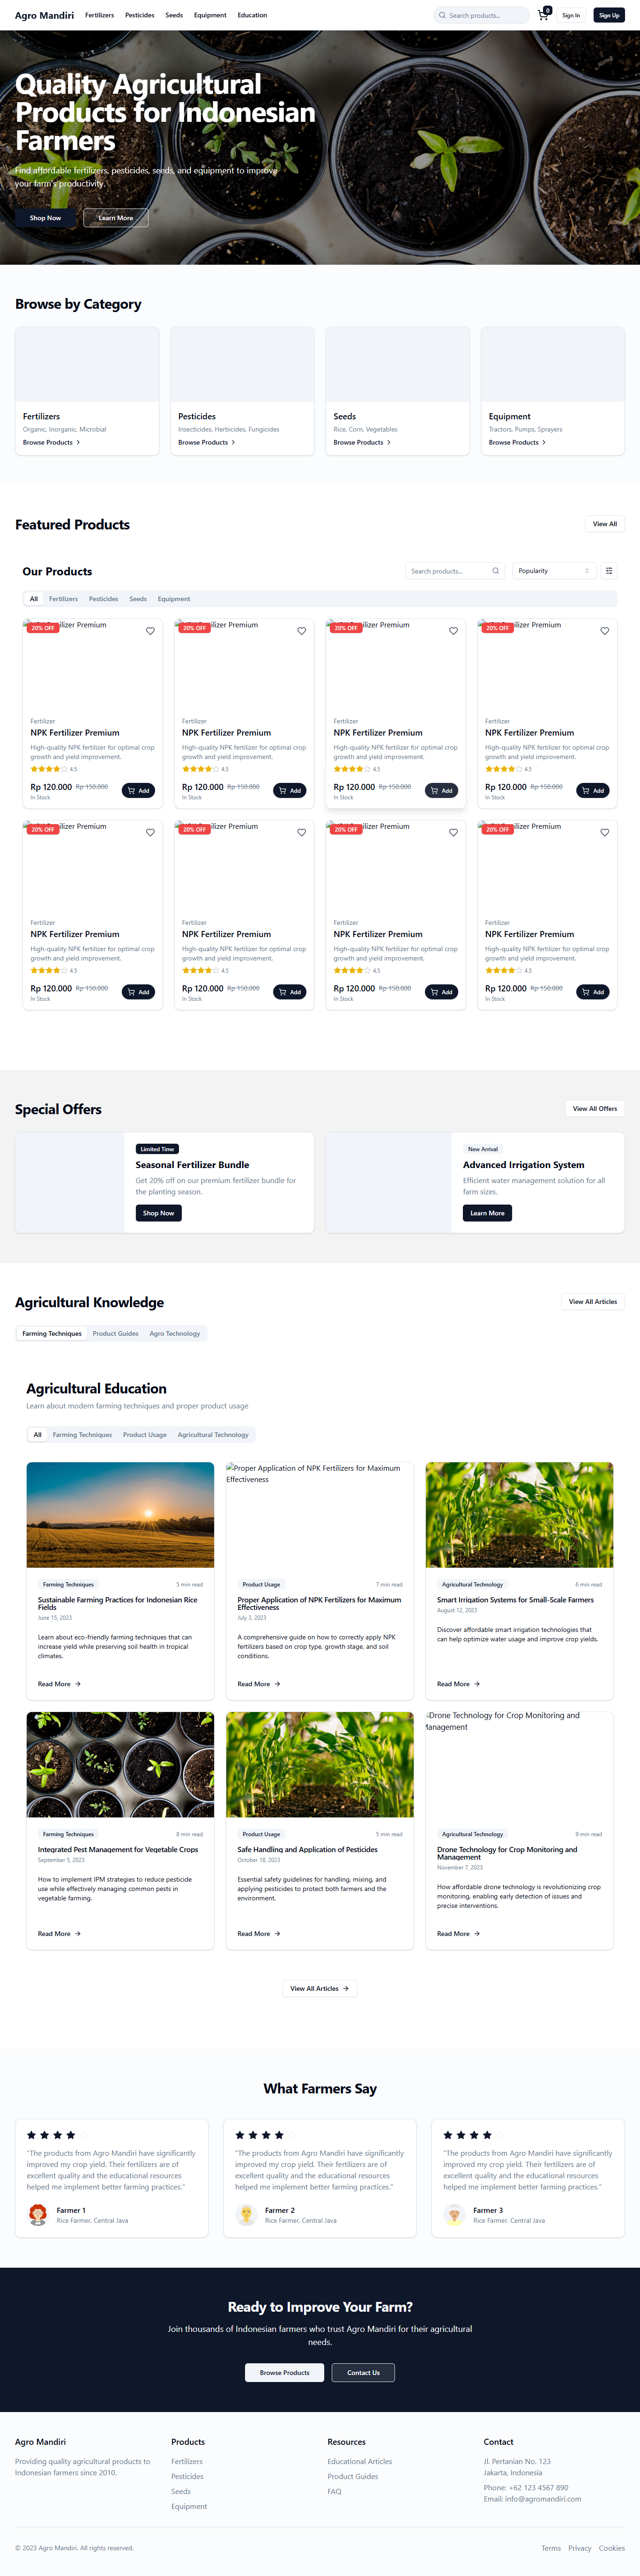 Agro Mandiri
Fertilizers
Pesticides
Seeds
Equipment
Education
Search products...
0
Sign In
Sign Up
Quality Agricultural
Products for Indonesian
Farmers
Find affordable fertilizers, pesticides, seeds, and equipment to improve
your farm's productivity.
Shop Now
Learn More
Browse by Category
Fertilizers
Organic, Inorganic, Microbial
Browse Products
Pesticides
Insecticides, Herbicides, Fungicides
Browse Products
Seeds
Rice, Corn, Vegetables
Browse Products
Equipment
Tractors, Pumps, Sprayers
Browse Products
Featured Products
View All
Our Products
Search products...
Popularity
All
Fertilizers
Pesticides
Seeds
Equipment
20% OFF
Fertilizer Premium
Fertilizer
NPK Fertilizer Premium
High-quality NPK fertilizer for optimal crop
growth and yield improvement.
4.5
Rp 120.000 Rp 150.000
In Stock
Add
20% OFF
Fertilizer Premium
Fertilizer
NPK Fertilizer Premium
High-quality NPK fertilizer for optimal crop
growth and yield improvement.
4.5
Rp 120.000 Rp 150.000
In Stock
Add
20% OFF
Fertilizer Premium
Fertilizer
NPK Fertilizer Premium
High-quality NPK fertilizer for optimal crop
growth and yield improvement.
4.5
Rp 120.000 Rp 150.000
In Stock
Add
20% OFF
Fertilizer Premium
Fertilizer
NPK Fertilizer Premium
High-quality NPK fertilizer for optimal crop
growth and yield improvement.
4.5
Rp 120.000 Rp 150.000
In Stock
Add
20% OFF
Fertilizer Premium
Fertilizer
NPK Fertilizer Premium
High-quality NPK fertilizer for optimal crop
growth and yield improvement.
4.5
Rp 120.000 Rp 150.000
In Stock
Add
20% OFF
Fertilizer Premium
Fertilizer
NPK Fertilizer Premium
High-quality NPK fertilizer for optimal crop
growth and yield improvement.
4.5
Rp 120.000 Rp 150.000
In Stock
Add
20% OFF
Fertilizer Premium
Fertilizer
NPK Fertilizer Premium
High-quality NPK fertilizer for optimal crop
growth and yield improvement.
4.5
Rp 120.000 Rp 150.000
In Stock
Add
20% OFF
Fertilizer Premium
Fertilizer
NPK Fertilizer Premium
High-quality NPK fertilizer for optimal crop
growth and yield improvement.
4.5
Rp 120.000 Rp 150.000
In Stock
Add
Special Offers
View All Offers
Limited Time
Seasonal Fertilizer Bundle
Get 20% off on our premium fertilizer bundle for
the planting season.
Shop Now
New Arrival
Advanced Irrigation System
Efficient water management solution for all
farm sizes.
Learn More
Agricultural Knowledge
View All Articles
Farming Techniques
Product Guides
Agro Technology
Agricultural Education
Learn about modern farming techniques and proper product usage
All
Farming Techniques
Product Usage
Agricultural Technology
Farming Techniques
5 min read
Sustainable Farming Practices for Indonesian Rice
Fields
June 15, 2023
Learn about eco-friendly farming techniques that can
increase yield while preserving soil health in tropical
climates.
Read More
Proper Application of NPK Fertilizers for Maximum
Effectiveness
Product Usage
7 min read
Proper Application of NPK Fertilizers for Maximum
Effectiveness
July 3, 2023
A comprehensive guide on how to correctly apply NPK
fertilizers based on crop type, growth stage, and soil
conditions.
Read More
Agricultural Technology
6 min read
Smart Irrigation Systems for Small-Scale Farmers
August 12, 2023
Discover affordable smart irrigation technologies that
can help optimize water usage and improve crop yields.
Read More
Farming Techniques
8 min read
Integrated Pest Management for Vegetable Crops
September 5, 2023
How to implement IPM strategies to reduce pesticide
use while effectively managing common pests in
vegetable farming.
Read More
Product Usage
5 min read
Safe Handling and Application of Pesticides
October 18, 2023
Essential safety guidelines for handling, mixing, and
applying pesticides to protect both farmers and the
environment.
Read More
Drone Technology for Crop Monitoring and
Management
Agricultural Technology
9 min read
Drone Technology for Crop Monitoring and
Management
November 7, 2023
How affordable drone technology is revolutionizing crop
monitoring, enabling early detection of issues and
precise interventions.
Read More
View All Articles
What Farmers Say
"The products from Agro Mandiri have significantly
improved my crop yield. Their fertilizers are of
excellent quality and the educational resources
helped me implement better farming practices."
Farmer 1
Rice Farmer, Central Java
"The products from Agro Mandiri have significantly
improved my crop yield. Their fertilizers are of
excellent quality and the educational resources
helped me implement better farming practices."
Farmer 2
Rice Farmer, Central Java
"The products from Agro Mandiri have significantly
improved my crop yield. Their fertilizers are of
excellent quality and the educational resources
helped me implement better farming practices."
Farmer 3
Rice Farmer, Central Java
Ready to Improve Your Farm?
Join thousands of Indonesian farmers who trust Agro Mandiri for their agricultural
needs.
Browse Products
Contact Us
Agro Mandiri
Providing quality agricultural products to
Indonesian farmers since 2010.
Products
Fertilizers
Pesticides
Seeds
Equipment
Resources
Educational Articles
Product Guides
FAQ
Contact
Jl. Pertanian No. 123
Jakarta, Indonesia
Phone: +62 123 4567 890
Email: info@agromandiri.com
© 2023 Agro Mandiri. All rights reserved.
Terms
Privacy
Cookies